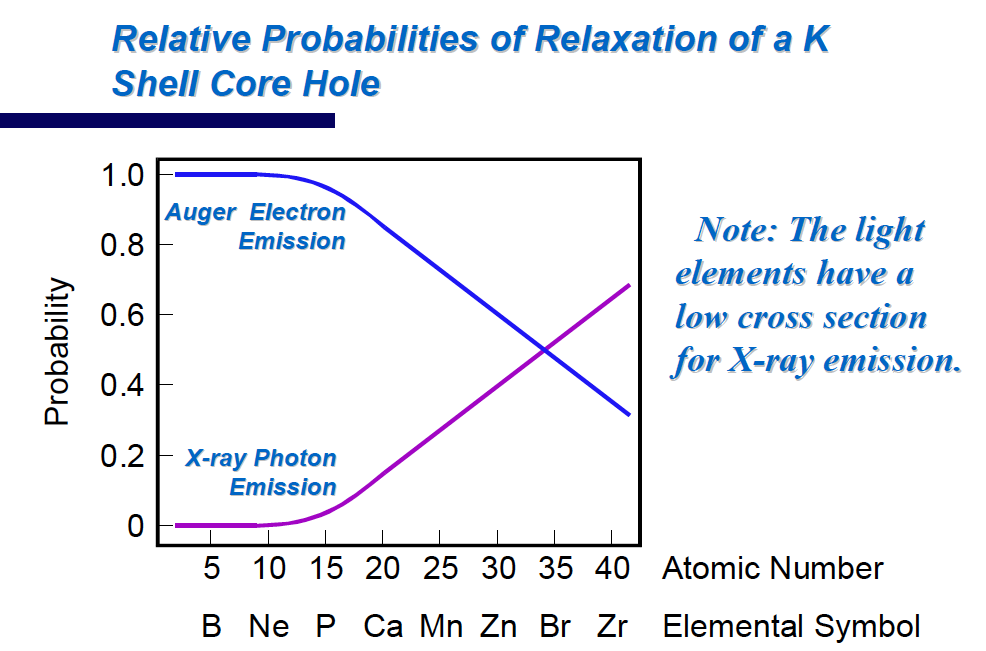 Relative Probabilities of Relaxation of a K
Shell Core Hole
1.0
0.8
0.6
0.4
0.2
0
Probability
Auger Electron
Emission
X-ray Photon
Emission
Note: The light
elements have a
low cross section
for X-ray emission.
5 10 15 20 25 30 35 40 Atomic Number
B Ne P Ca Mn Zn Br Zr Elemental Symbol